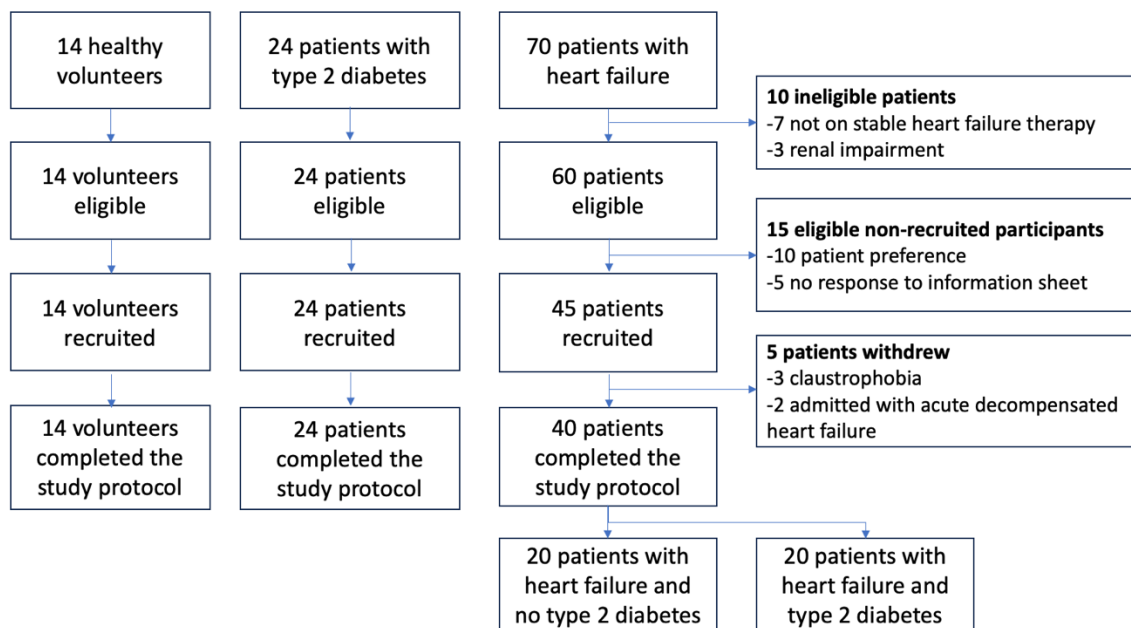 14 healthy
volunteers
24 patients with
type 2 diabetes
70 patients with
heart failure
10 ineligible patients
-7 not on stable heart failure therapy
-3 renal impairment
14 volunteers
eligible
24 patients
eligible
60 patients
eligible
15 eligible non-recruited participants
-10 patient preference
-5 no response to information sheet
14 volunteers
recruited
24 patients
recruited
45 patients
recruited
5 patients withdrew
-3 claustrophobia
-2 admitted with acute decompensated
heart failure
14 volunteers
completed the
study protocol
24 patients
completed the
study protocol
40 patients
completed the
study protocol
20 patients with
heart failure and
no type 2 diabetes
20 patients with
heart failure and
type 2 diabetes